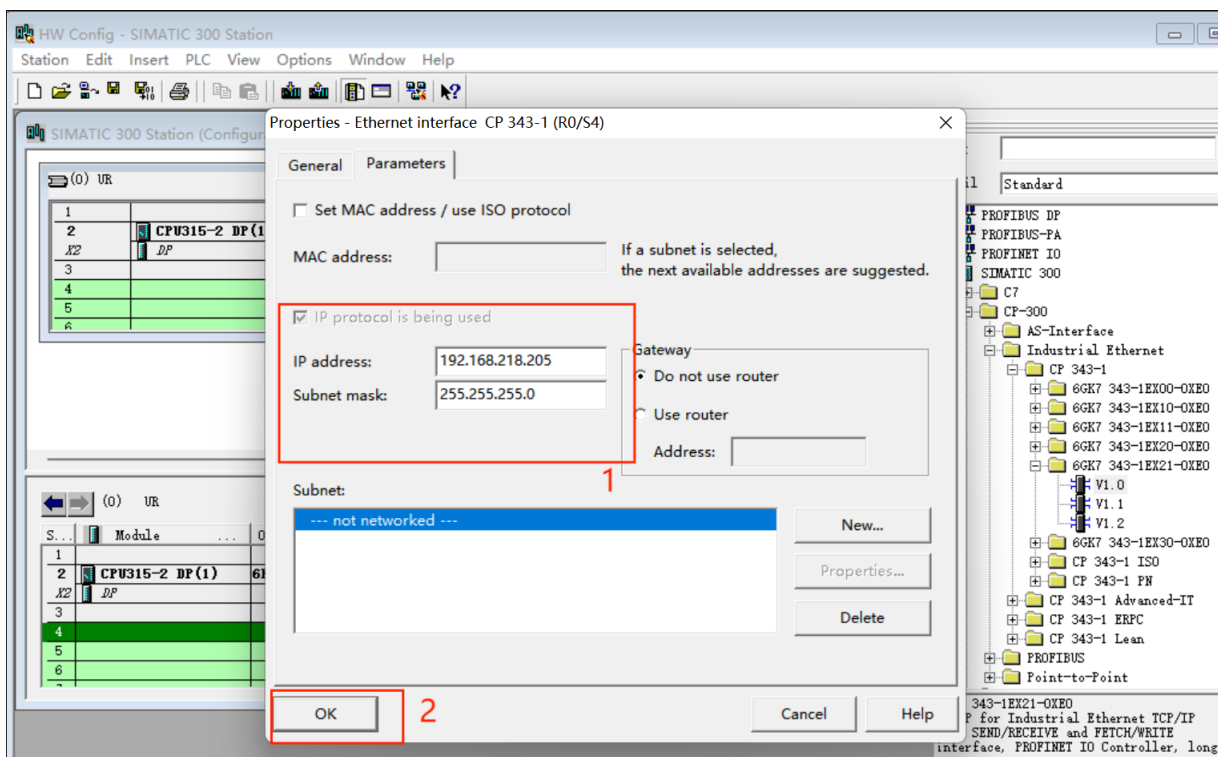 HW Config - SIMATIC 300 Station
Station Edit Insert PLC View Options Window Help
SIMATIC 300 Station (Configur
(0) UR
1
2 CPU315-2 DP(1
X2 DP
3
4
5
6
Properties - Ethernet interface CP 343-1 (R0/S4)
General Parameters
Set MAC address / use ISO protocol
MAC address:
If a subnet is selected,
the next available addresses are suggested.
IP protocol is being used
IP address: 192.168.218.205
Subnet mask: 255.255.255.0
Gateway
Do not use router
Use router
Address:
1
Subnet:
--- not networked ---
New...
Properties...
Delete
OK
2
Cancel
Help
(0) UR
S... Module ...
1
2 CPU315-2 DP(1)
X2 DP
3
4
5
6
Standard
PROFIBUS DP
PROFIBUS-PA
PROFINET IO
SIMATIC 300
C7
CP-300
AS-Interface
Industrial Ethernet
CP 343-1
6GK7 343-1EX00-0XE0
6GK7 343-1EX10-0XE0
6GK7 343-1EX11-0XE0
6GK7 343-1EX20-0XE0
6GK7 343-1EX21-0XE0
V1.0
V1.1
V1.2
6GK7 343-1EX30-0XE0
CP 343-1 ISO
CP 343-1 PN
CP 343-1 Advanced-IT
CP 343-1 ERPC
CP 343-1 Lean
PROFIBUS
Point-to-Point
343-1EX21-0XE0
P for Industrial Ethernet TCP/IP
SEND/RECEIVE and FETCH/WRITE
interface, PROFINET IO Controller, long